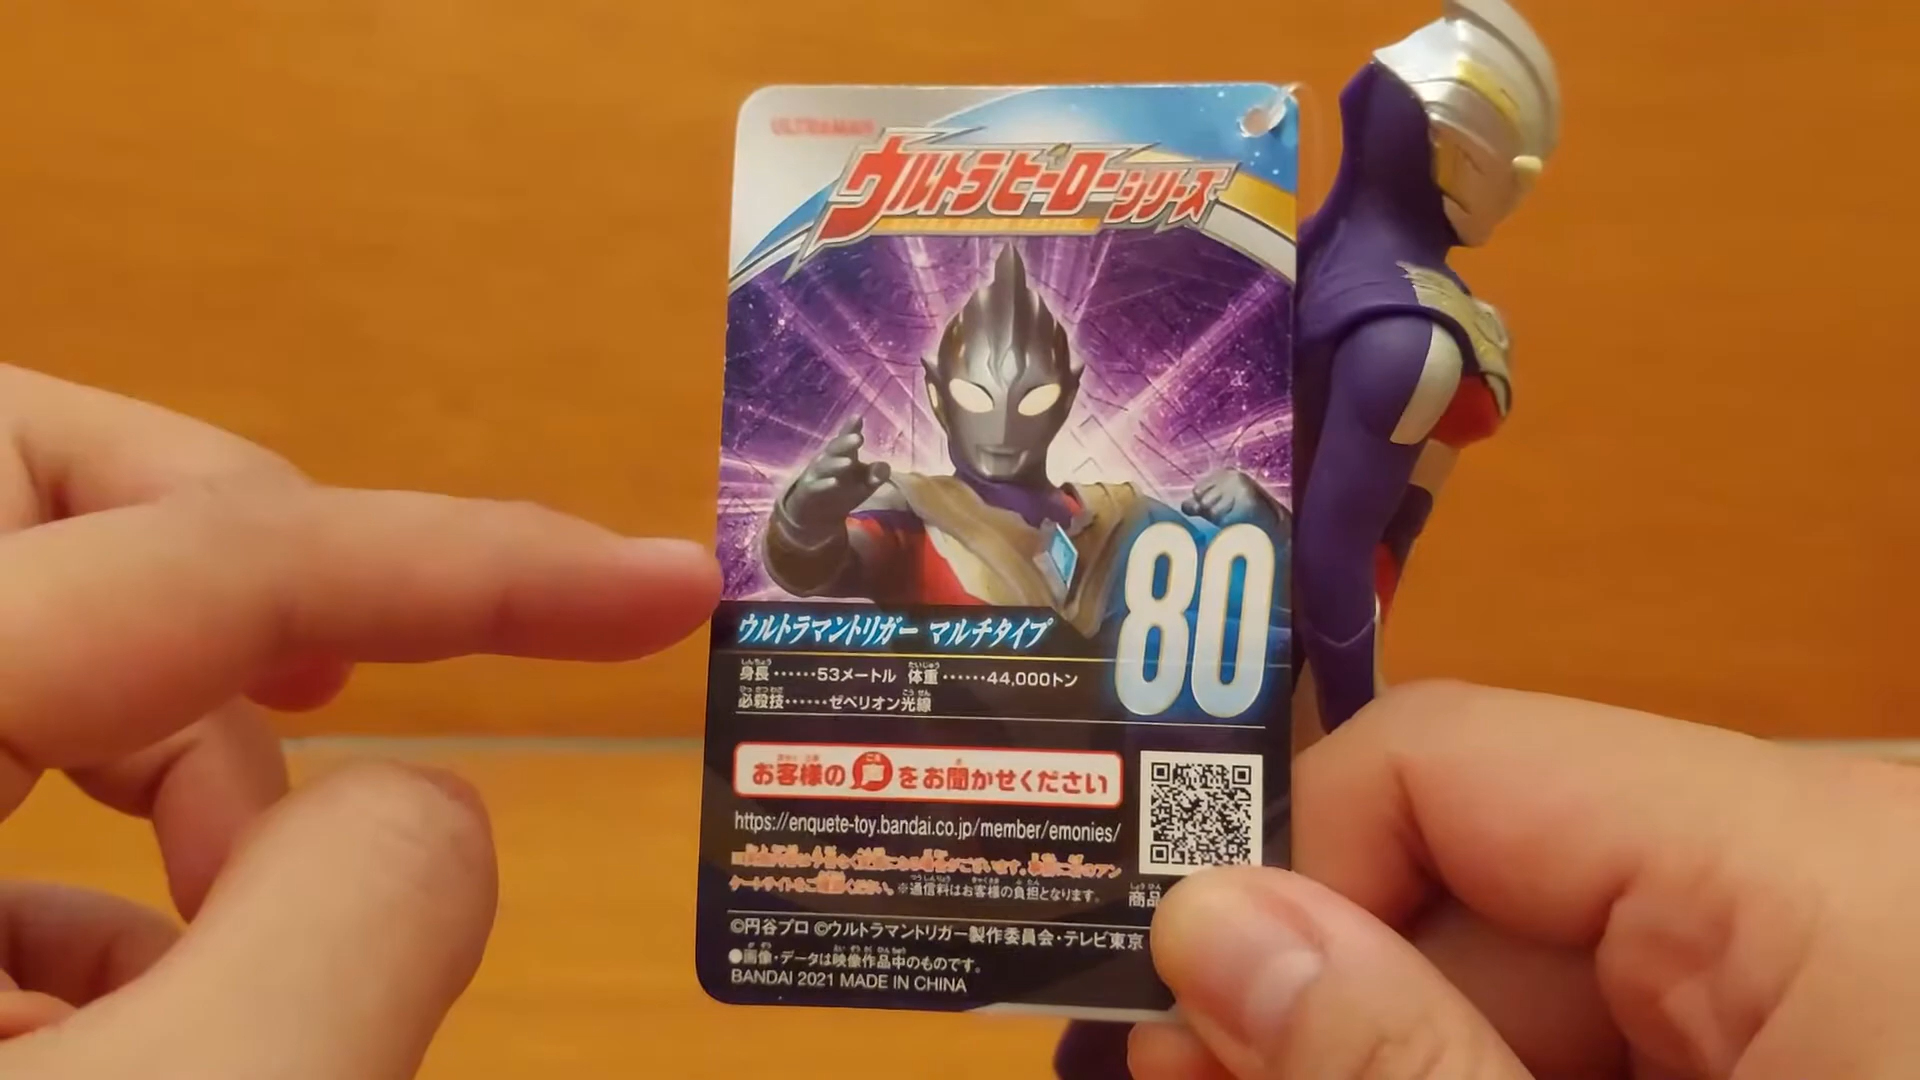 ULTRAMAN
ウルトラヒーローシリーズ
80
ウルトラマントリガー マルチタイプ
身長……53メートル 体重……44,000トン
必殺技……ゼペリオン光線
お客様の声をお聞かせください
https://enquete-toy.bandai.co.jp/member/emonies/
※通信料はお客様の負担となります。
商品
©円谷プロ ©ウルトラマントリガー製作委員会・テレビ東京
●画像・データは映像作品中のものです。
BANDAI 2021 MADE IN CHINA